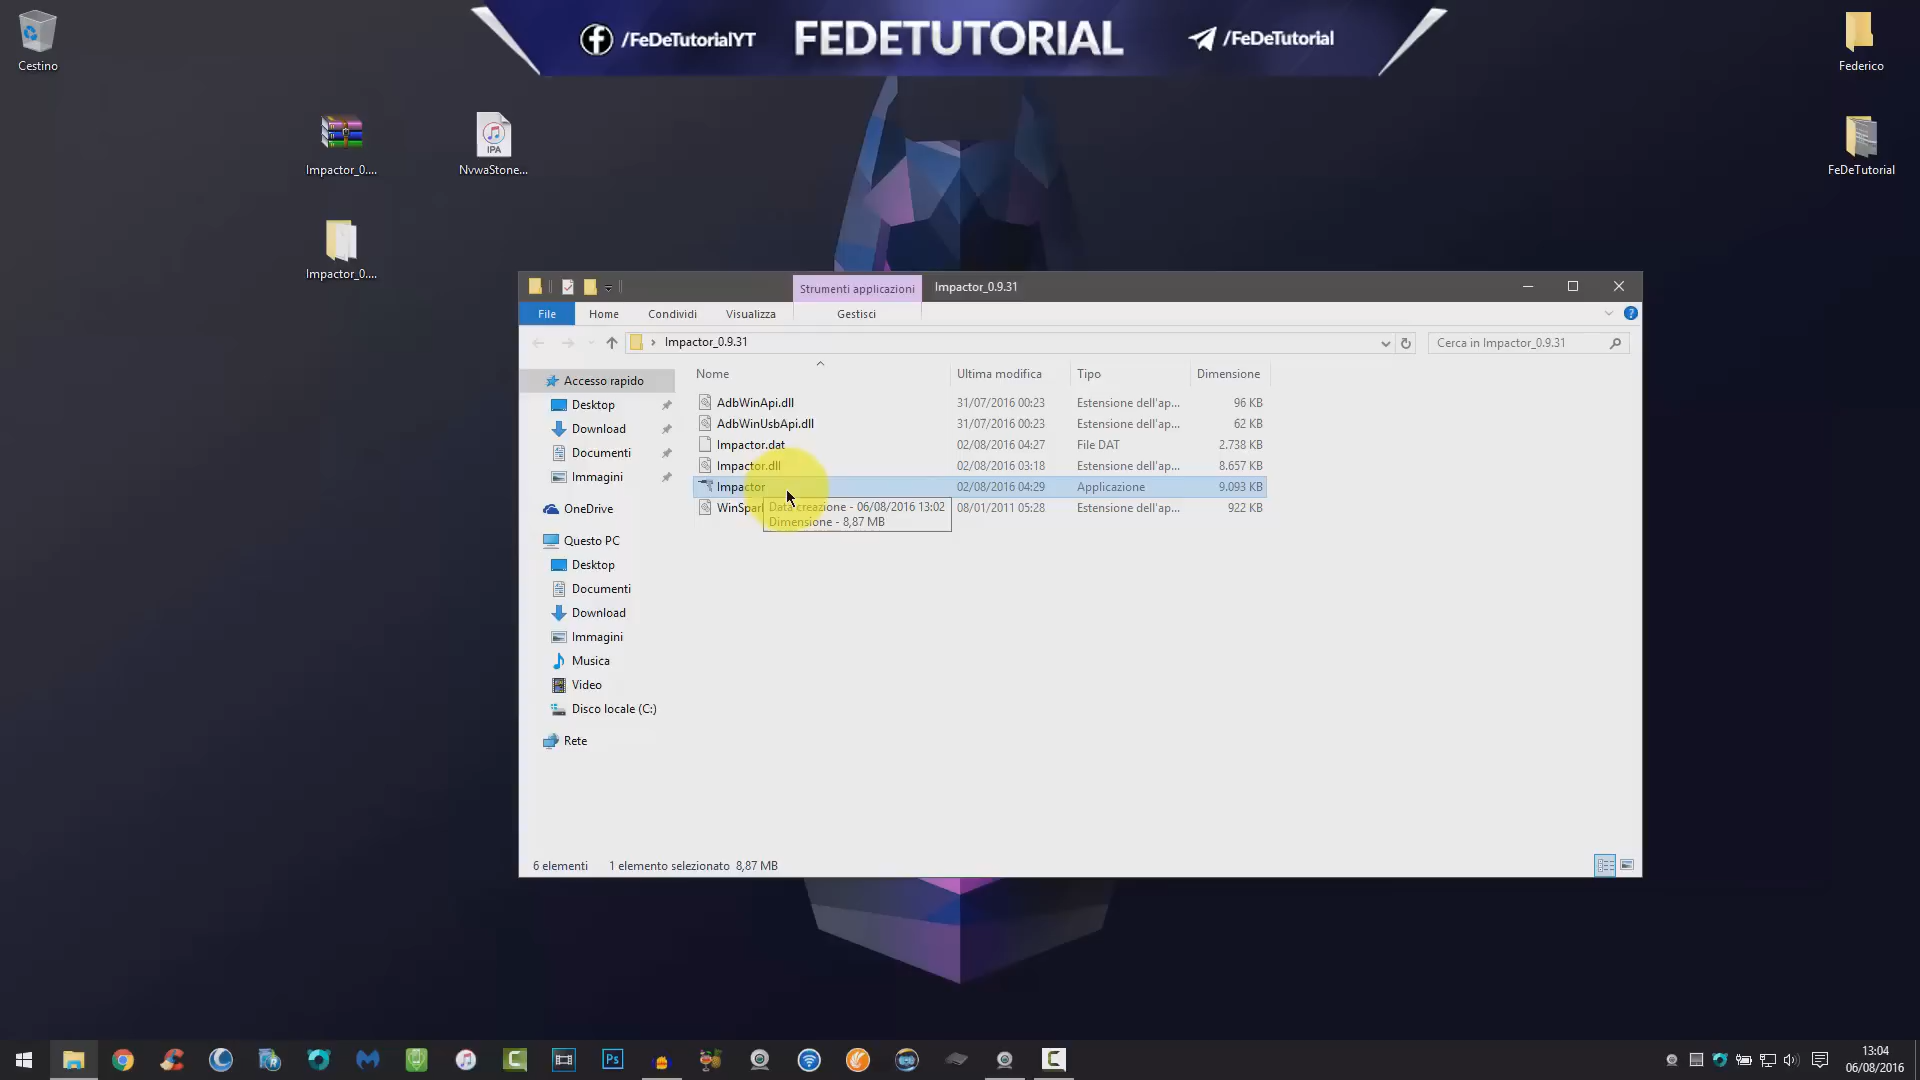 /FeDeTutorialYT
FEDETUTORIAL
/FeDeTutorial
Cestino
Federico
Impactor_0....
NvwaStone...
IPA
FeDeTutorial
Impactor_0....
Strumenti applicazioni
Impactor_0.9.31
File
Home
Condividi
Visualizza
Gestisci
?
Impactor_0.9.31
Cerca in Impactor_0.9.31
Nome
Ultima modifica
Tipo
Dimensione
AdbWinApi.dll 31/07/2016 00:23 Estensione dell'ap... 96 KB
AdbWinUsbApi.dll 31/07/2016 00:23 Estensione dell'ap... 62 KB
Impactor.dat 02/08/2016 04:27 File DAT 2.738 KB
Impactor.dll 02/08/2016 03:18 Estensione dell'ap... 8.657 KB
Impactor 02/08/2016 04:29 Applicazione 9.093 KB
08/01/2011 05:28 Estensione dell'ap... 922 KB
Data creazione - 06/08/2016 13:02
Dimensione - 8,87 MB
Accesso rapido
Desktop
Download
Documenti
Immagini
OneDrive
Questo PC
Desktop
Documenti
Download
Immagini
Musica
Video
Disco locale (C:)
Rete
6 elementi
1 elemento selezionato 8,87 MB
Ps
13:04
06/08/2016